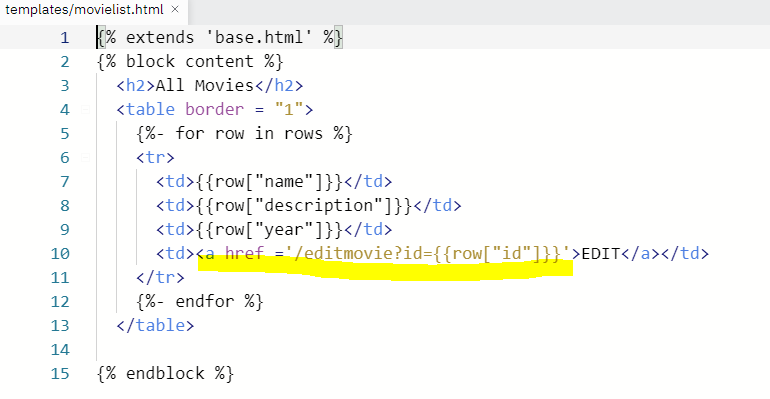 templates/movielist.html ×
1 {% extends 'base.html' %}
2 {% block content %}
3 <h2>All Movies</h2>
4 <table border = "1">
5 {%- for row in rows %}
6 <tr>
7 <td>{{row["name"]}}</td>
8 <td>{{row["description"]}}</td>
9 <td>{{row["year"]}}</td>
10 <td><a href ='/editmovie?id={{row["id"]}}'>EDIT</a></td>
11 </tr>
12 {%- endfor %}
13 </table>
14
15 {% endblock %}